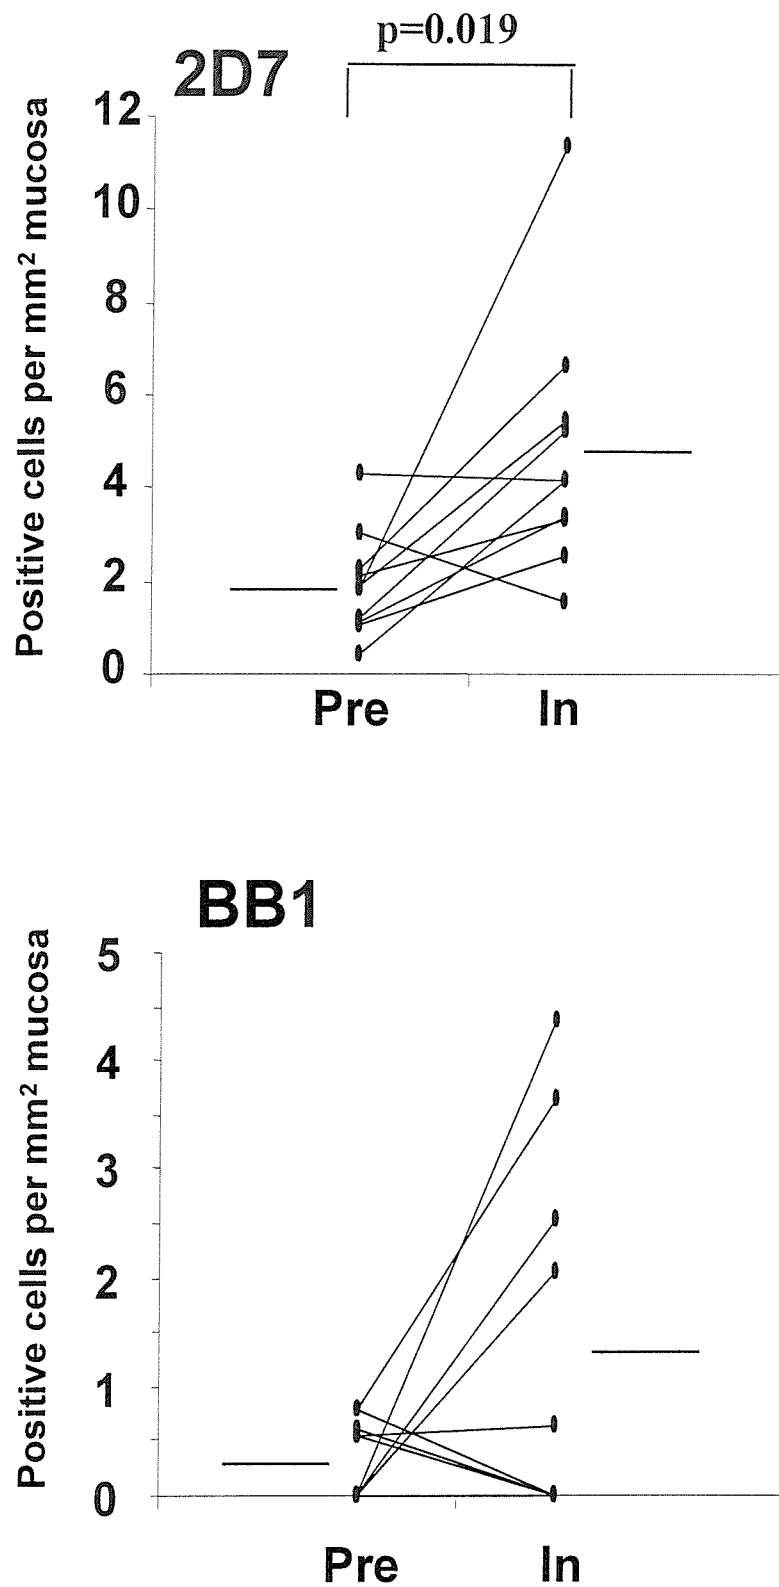 p=0.019
2D7
Positive cells per mm² mucosa
12
10
8
6
4
2
0
Pre In
BB1
Positive cells per mm² mucosa
5
4
3
2
1
0
Pre In